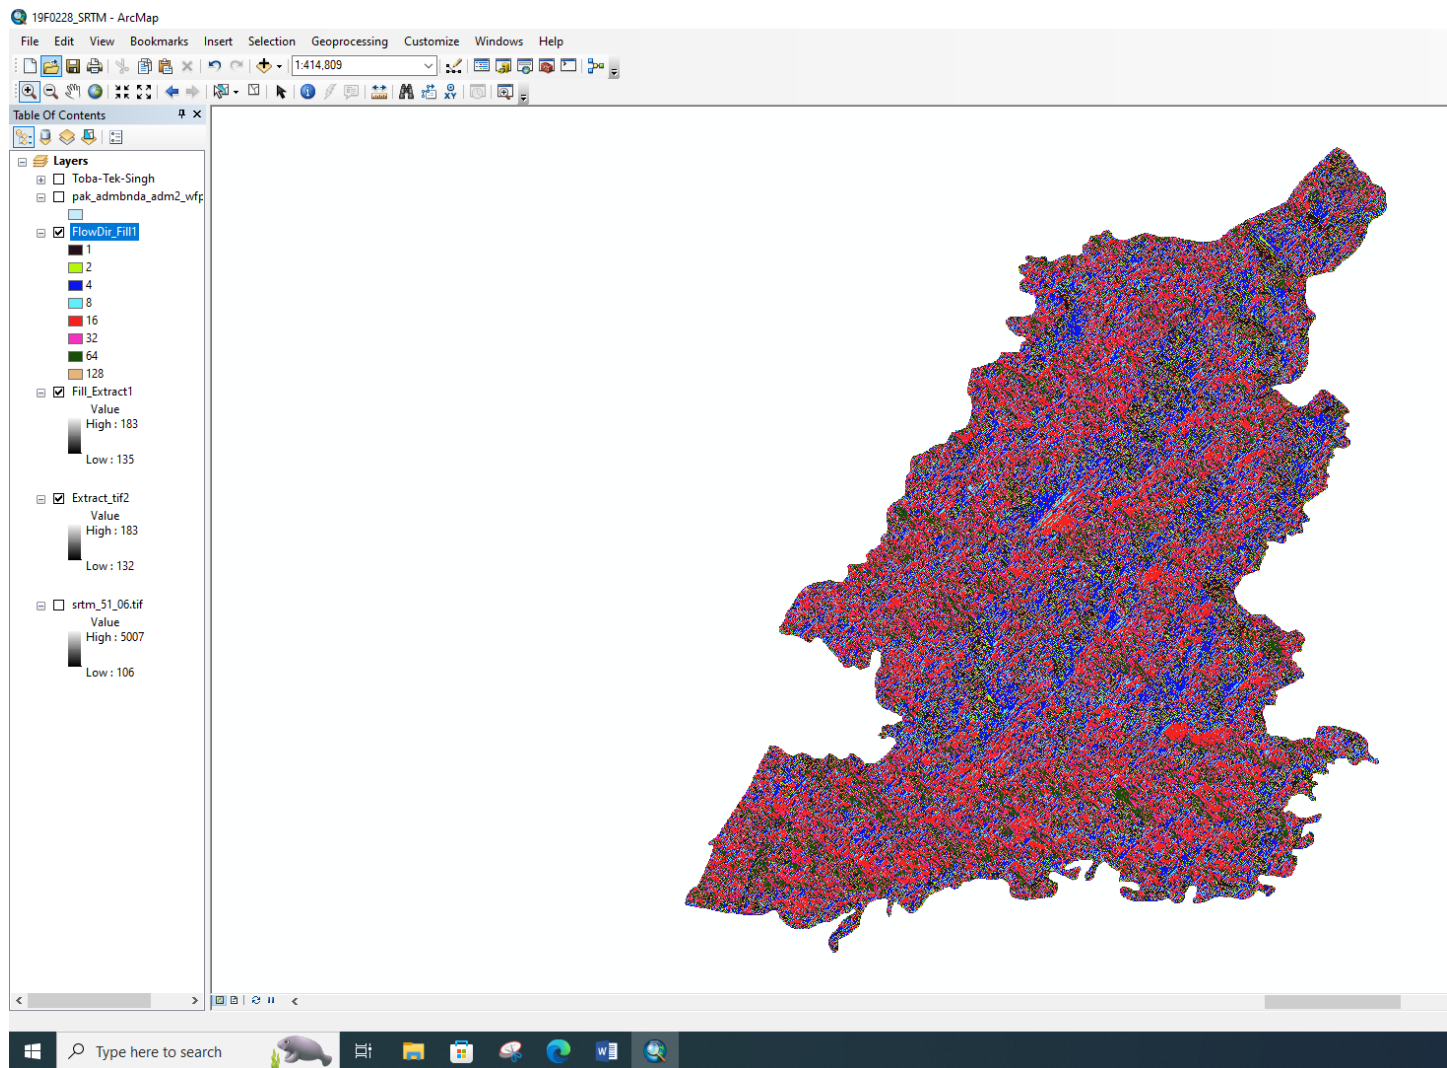 19F0228_SRTM - ArcMap
File Edit View Bookmarks Insert Selection Geoprocessing Customize Windows Help
1:414,809
Table Of Contents
Layers
Toba-Tek-Singh
pak_admbnda_adm2_wfp
FlowDir_Fill1
1
2
4
8
16
32
64
128
Fill_Extract1
Value
High : 183
Low : 135
Extract_tif2
Value
High : 183
Low : 132
srtm_51_06.tif
Value
High : 5007
Low : 106
Type here to search